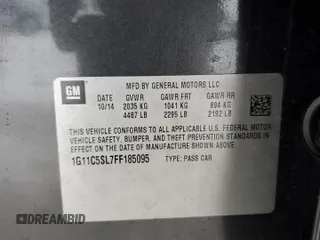 GM
MFD BY GENERAL MOTORS LLC
DATE GVWR GAWR FRT GAWR RR
10/14 2035 KG 1041 KG 994 KG
4487 LB 2295 LB 2192 LB
THIS VEHICLE CONFORMS TO ALL APPLICABLE U.S. FEDERAL MOTOR
VEHICLE SAFETY, BUMPER, AND THEFT PREVENTION STANDARDS
IN EFFECT ON THE DATE OF MANUFACTURE SHOWN ABOVE.
1G11C5SL7FF185095 TYPE: PASS CAR
AUTO BIDMASTER